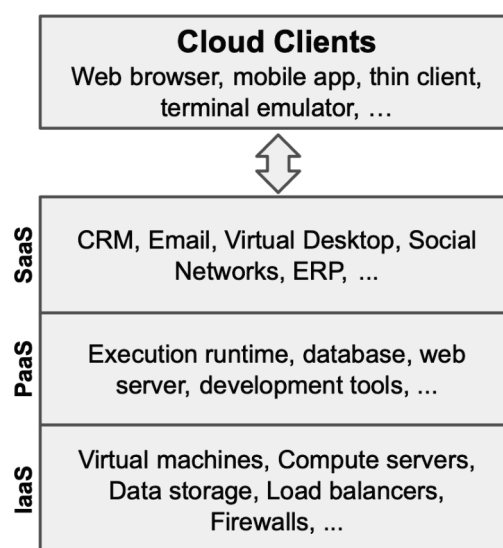 Cloud Clients
Web browser, mobile app, thin client,
terminal emulator, …
SaaS
CRM, Email, Virtual Desktop, Social
Networks, ERP, ...
PaaS
Execution runtime, database, web
server, development tools, ...
IaaS
Virtual machines, Compute servers,
Data storage, Load balancers,
Firewalls, ...